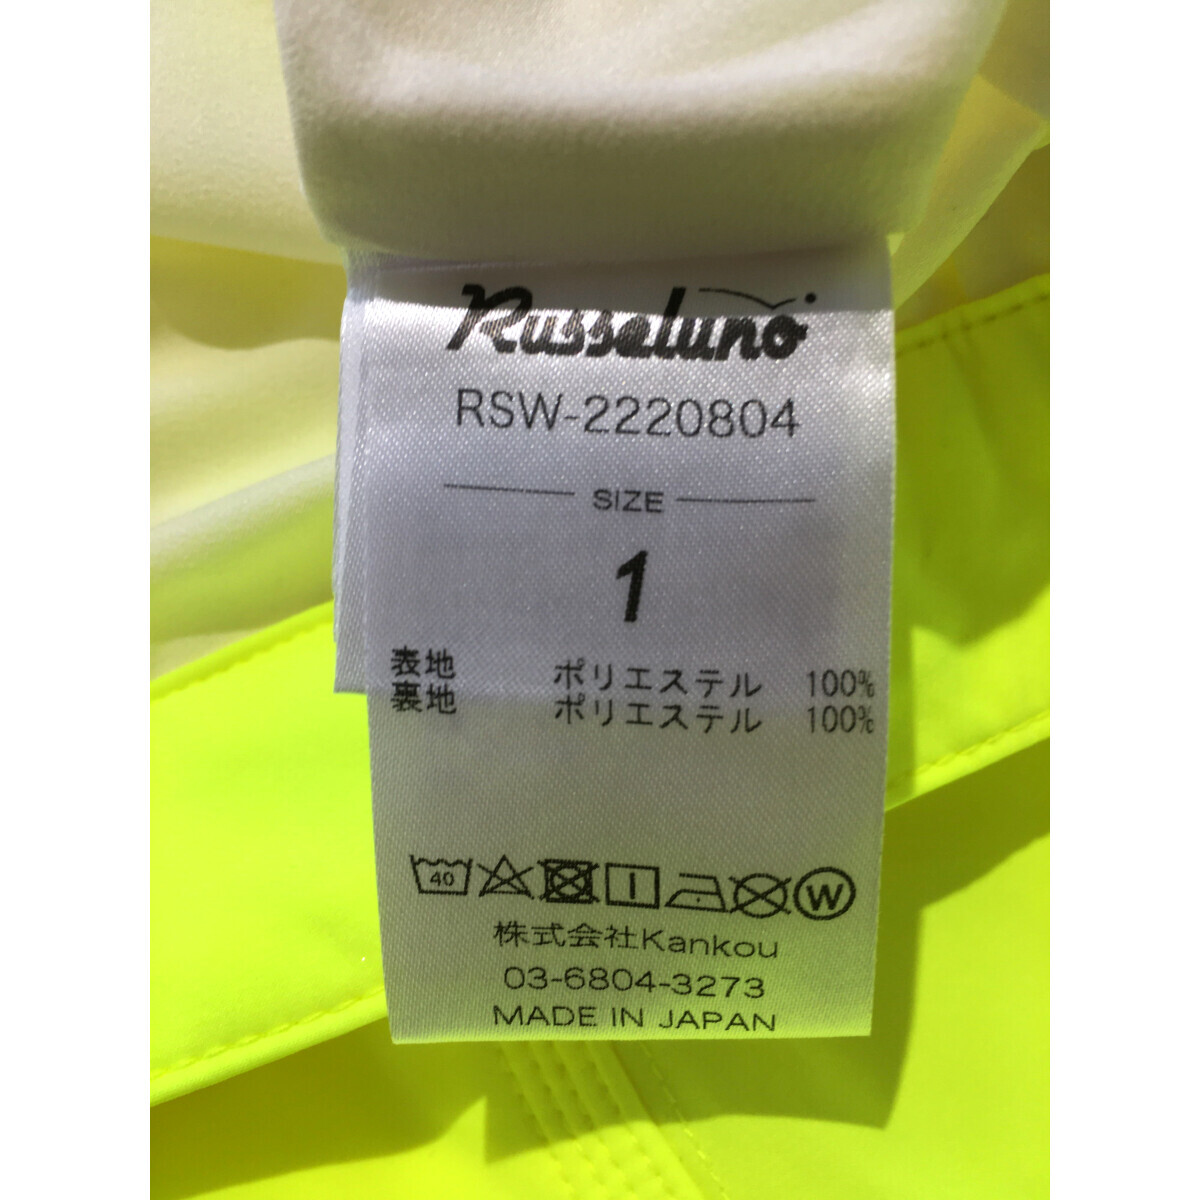 Russeluno
RSW-2220804
SIZE
1
表地 ポリエステル 100%
裏地 ポリエステル 100%
40
W
株式会社Kankou
03-6804-3273
MADE IN JAPAN